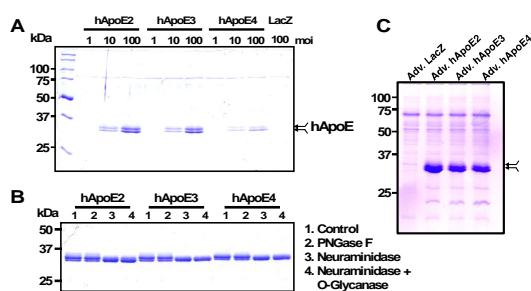 A
hApoE2 hApoE3 hApoE4 LacZ
kDa 1 10 100 1 10 100 1 10 100 100 moi
100
75
50
37
25
hApoE
B
hApoE2 hApoE3 hApoE4
kDa 1 2 3 4 1 2 3 4 1 2 3 4
50
37
25
1. Control
2. PNGase F
3. Neuraminidase
4. Neuraminidase +
O-Glycanase
C
Adv. LacZ
Adv. hApoE2
Adv. hApoE3
Adv. hApoE4
100
75
50
37
25